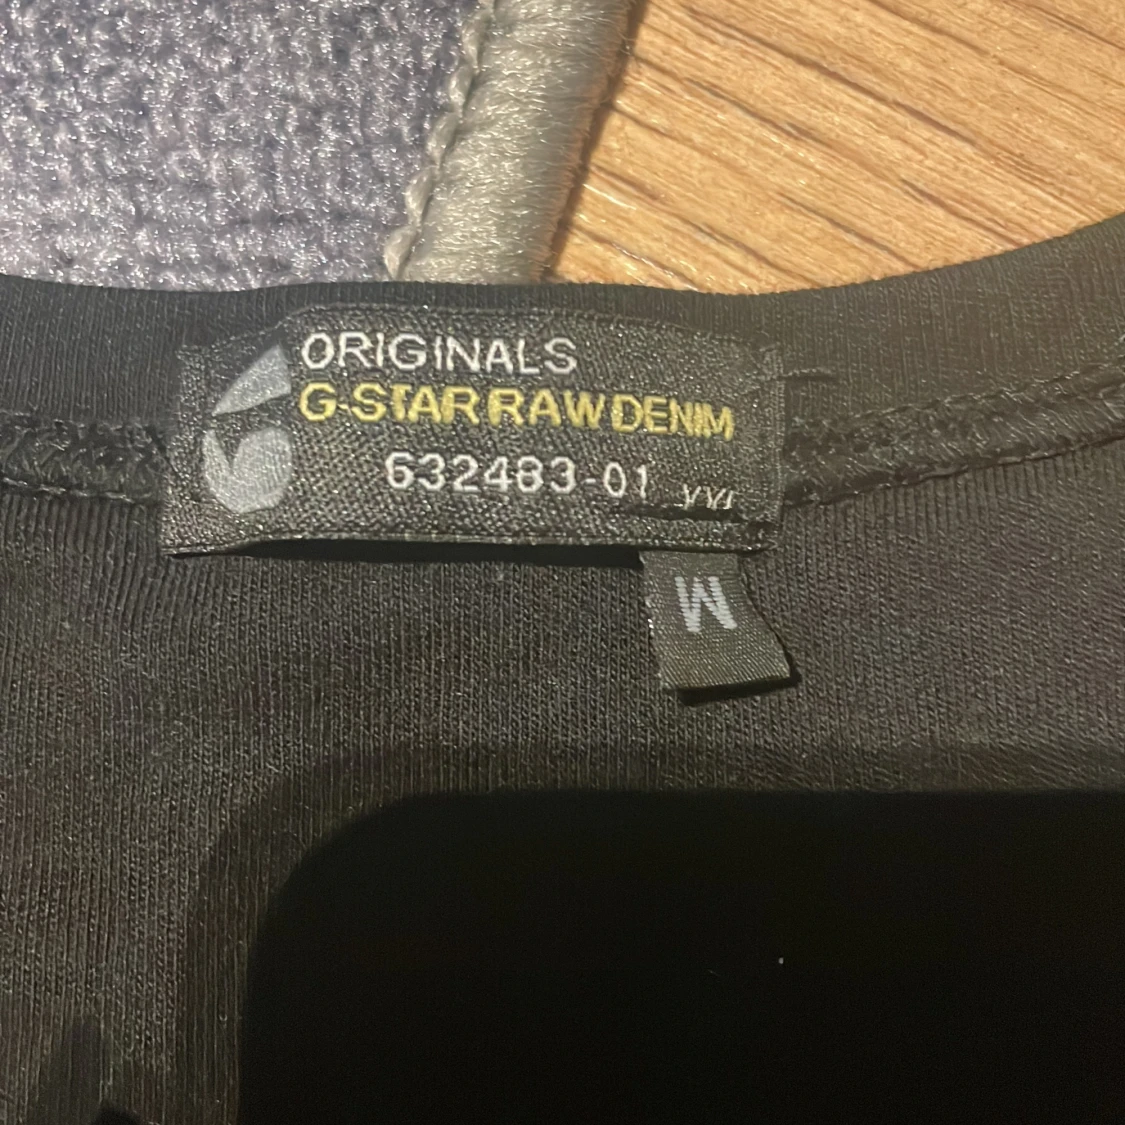 ORIGINALS
G-STAR RAW DENIM
632483-01
M